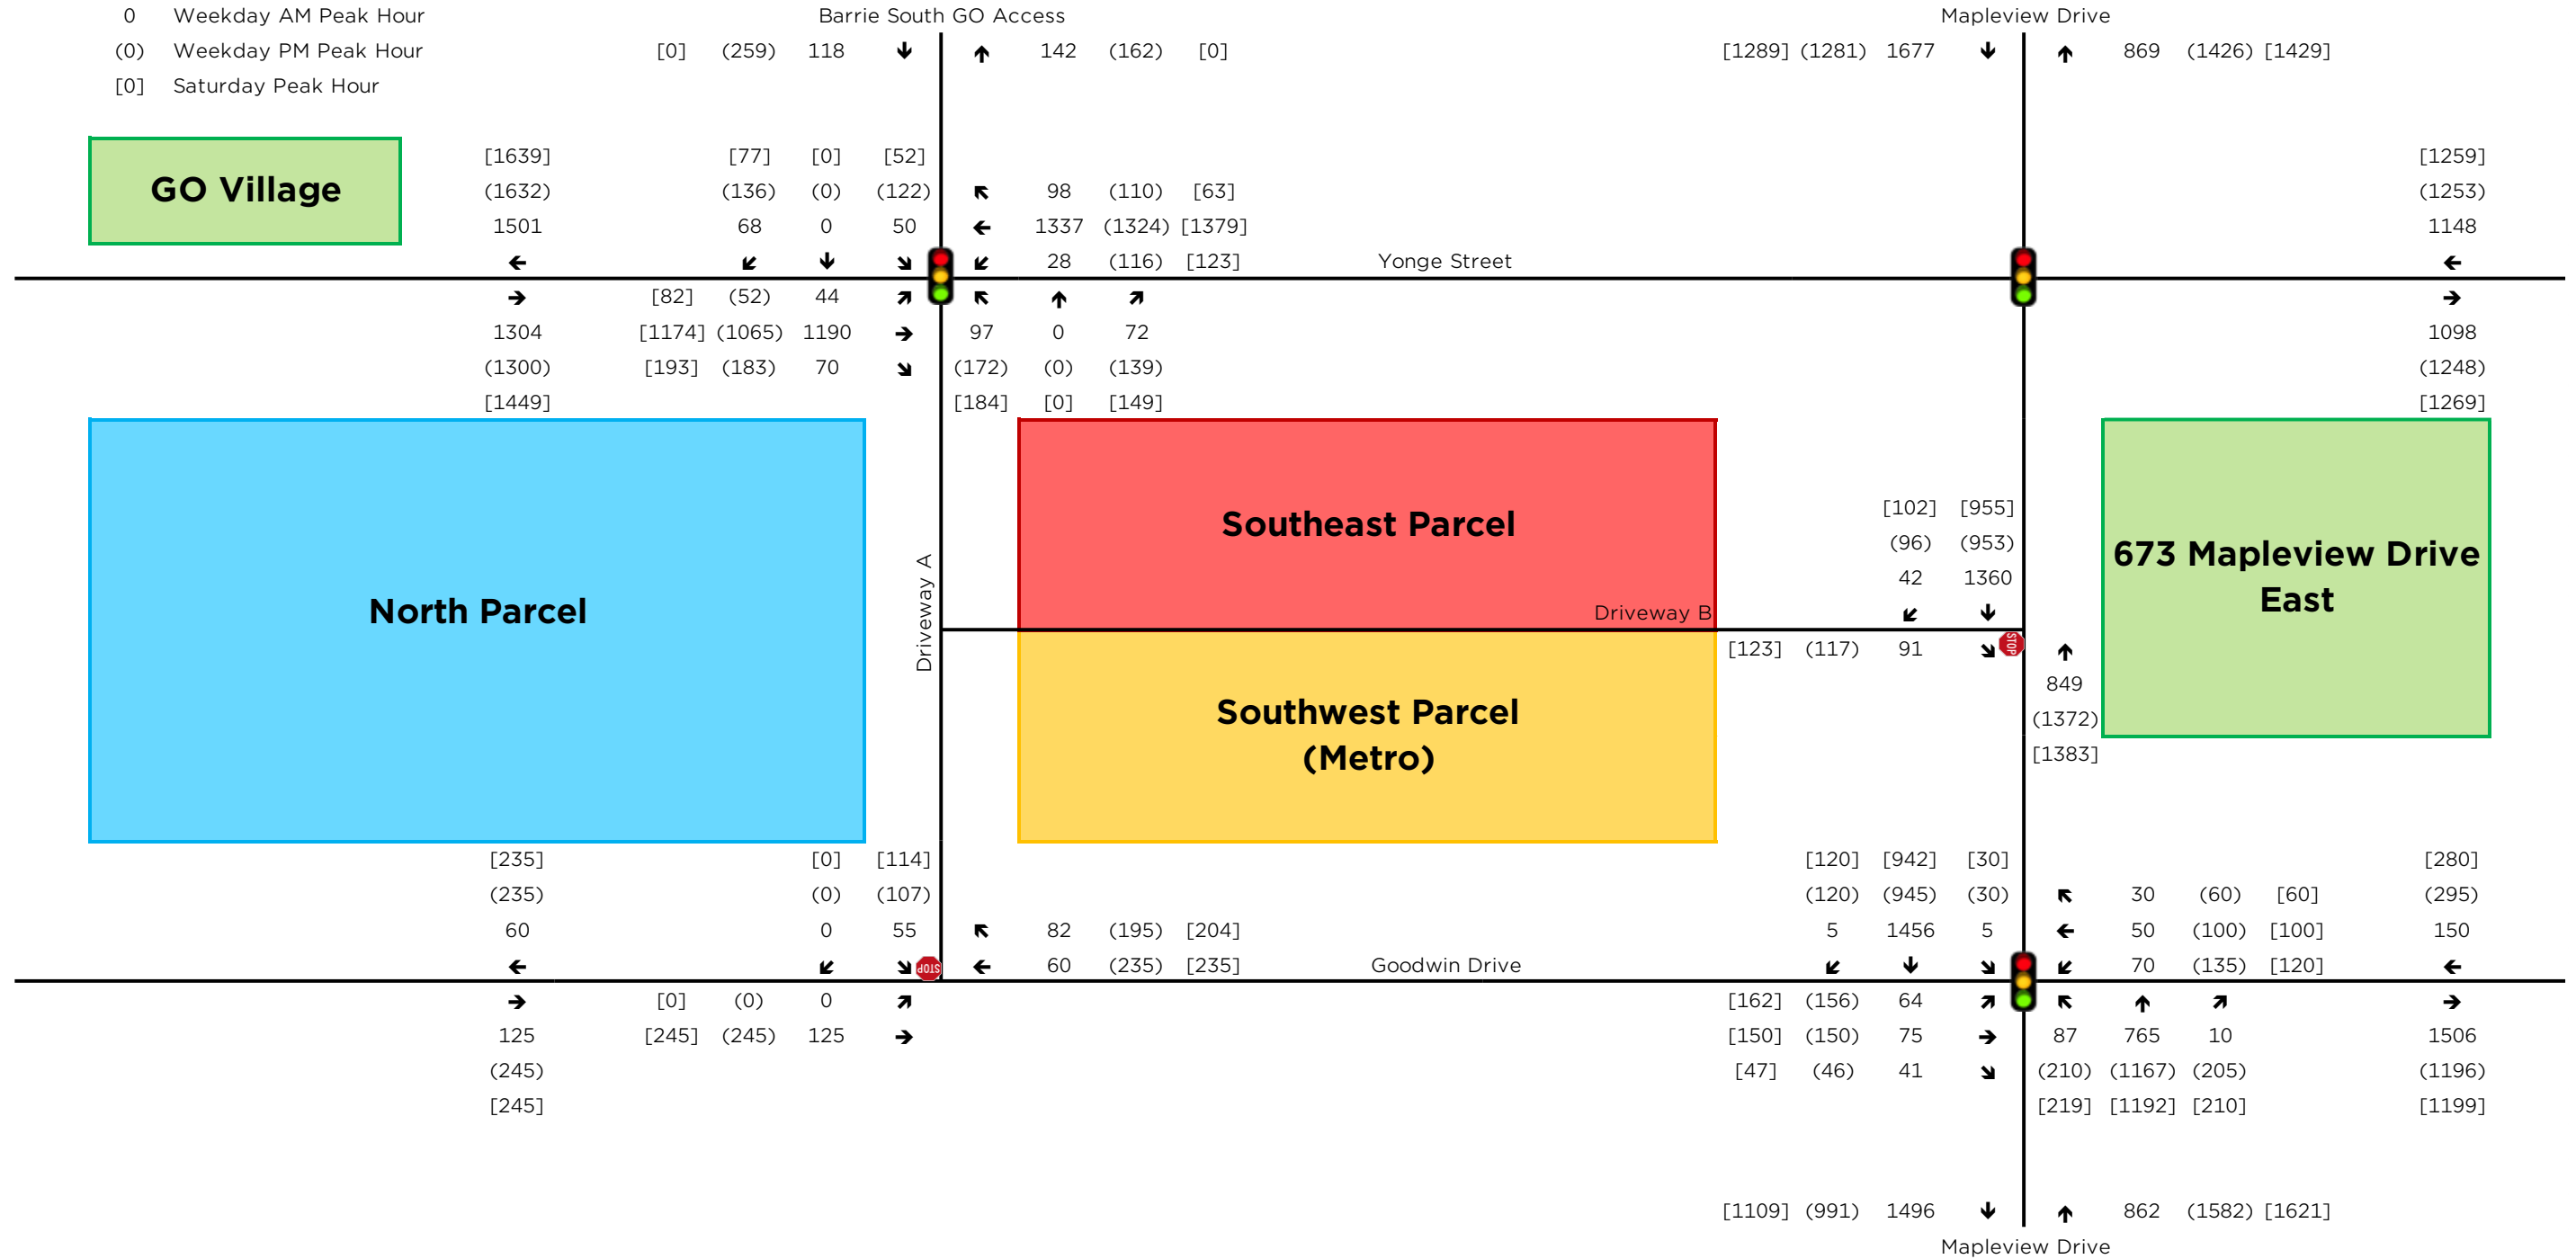 0 Weekday AM Peak Hour Barrie South GO Access Mapleview Drive
(0) Weekday PM Peak Hour [0] (259) 118 142 (162) [0] [1289] (1281) 1677 869 (1426) [1429]
[0] Saturday Peak Hour
[1639] [77] [0] [52] [1259]
GO Village (1632) (136) (0) (122) 98 (110) [63] (1253)
1501 68 0 50 1337 (1324) [1379] 1148
28 (116) [123] Yonge Street
[82] (52) 44
1304 [1174] (1065) 1190 97 0 72 1098
(1300) [193] (183) 70 (172) (0) (139) (1248)
[1449] [184] [0] [149] [1269]
Southeast Parcel [102] [955]
(96) (953) 673 Mapleview Drive
42 1360 East
North Parcel
Driveway A
Driveway B
[123] (117) 91 STOP
849
Southwest Parcel (1372)
(Metro) [1383]
[235] [0] [114] [120] [942] [30] [280]
(235) (0) (107) (120) (945) (30) 30 (60) [60] (295)
60 0 55 82 (195) [204] 5 1456 5 50 (100) [100] 150
STOP 60 (235) [235] Goodwin Drive 70 (135) [120]
[0] (0) 0 [162] (156) 64
125 [245] (245) 125 [150] (150) 75 87 765 10 1506
(245) [47] (46) 41 (210) (1167) (205) (1196)
[245] [219] [1192] [210] [1199]
[1109] (991) 1496 862 (1582) [1621]
Mapleview Drive